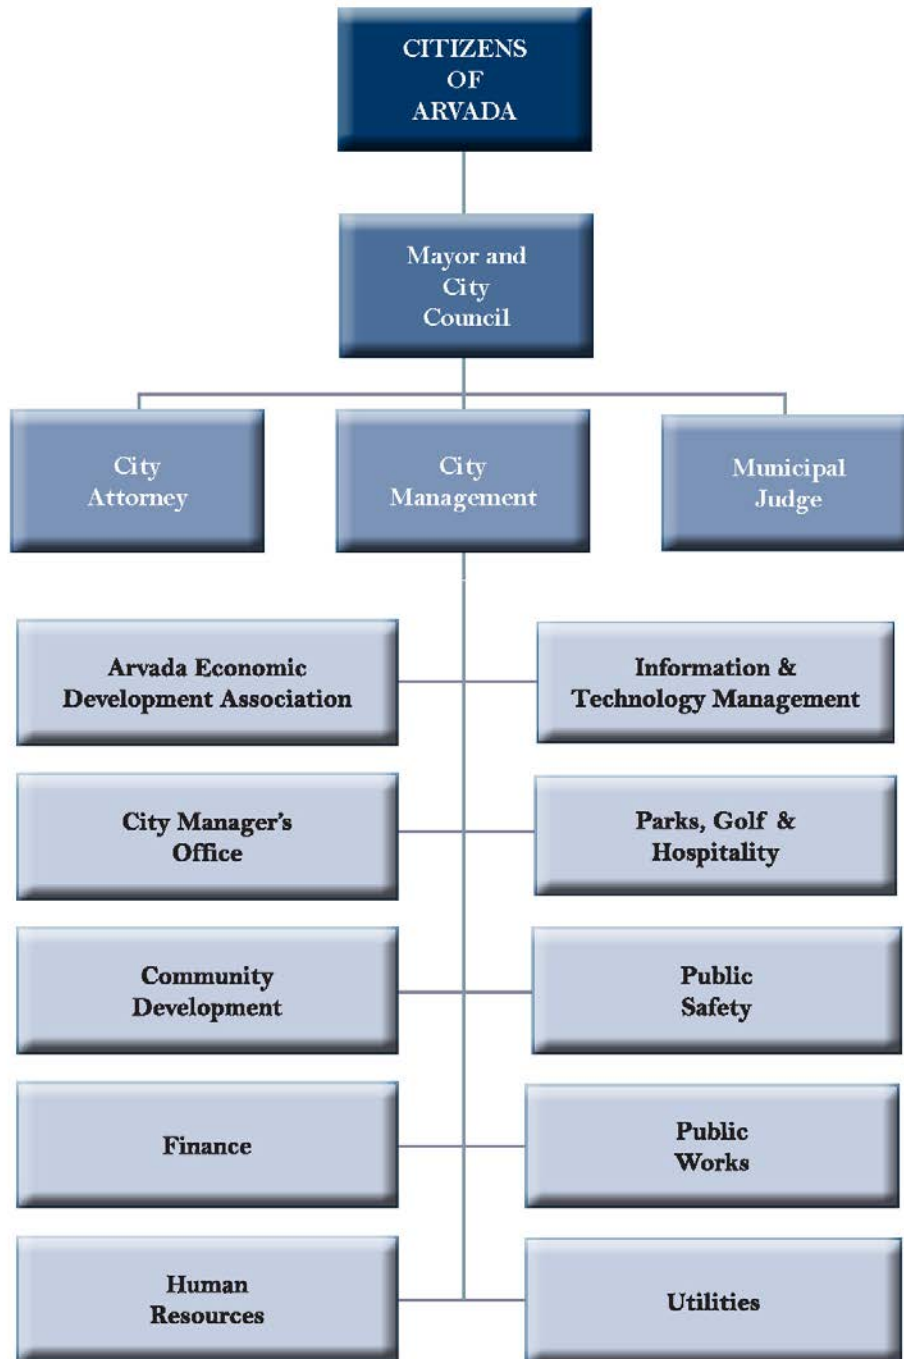 CITIZENS
OF
ARVADA
Mayor and
City
Council
City
Attorney
City
Management
Municipal
Judge
Arvada Economic
Development Association
Information &
Technology Management
City Manager's
Office
Parks, Golf &
Hospitality
Community
Development
Public
Safety
Finance
Public
Works
Human
Resources
Utilities